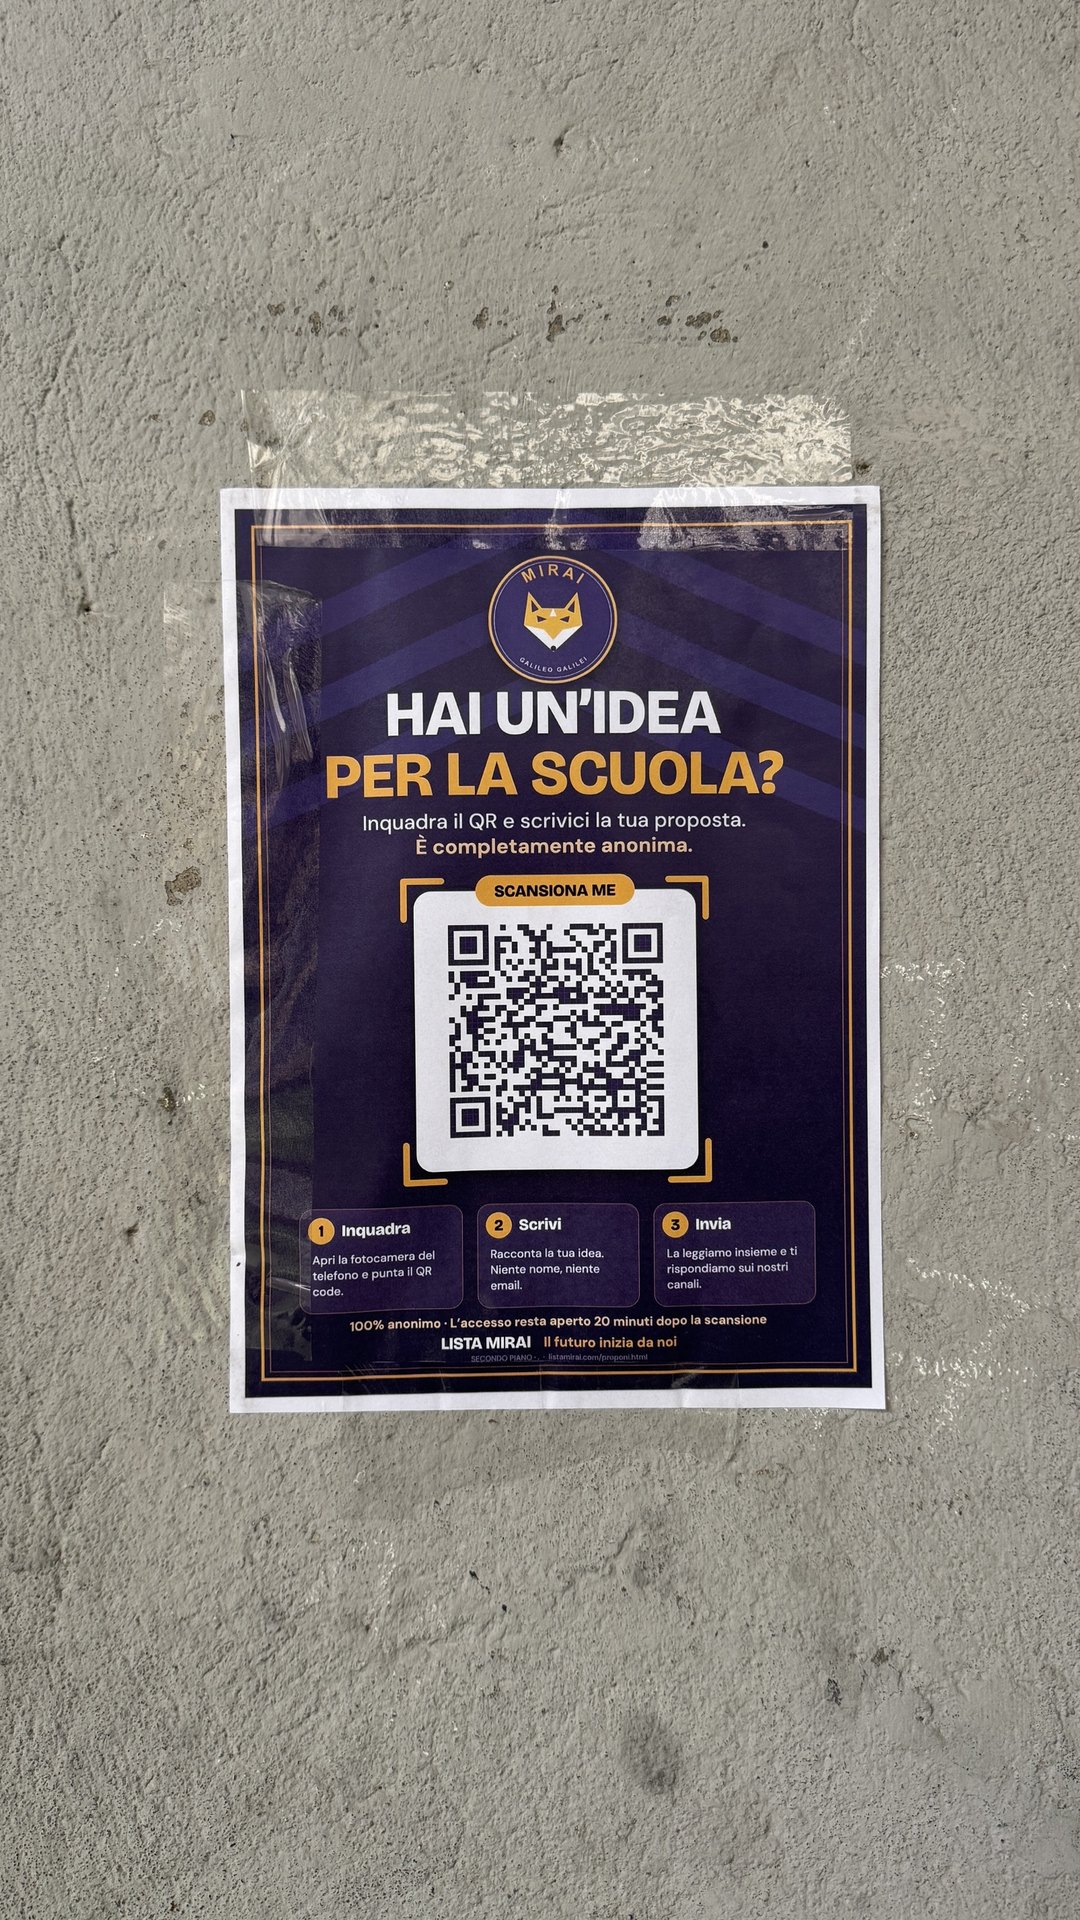 MIRAI
GALILEO GALILEI
HAI UN'IDEA
PER LA SCUOLA?
Inquadra il QR e scrivici la tua proposta.
È completamente anonima.
SCANSIONA ME
1 Inquadra
Apri la fotocamera del
telefono e punta il QR
code.
2 Scrivi
Racconta la tua idea.
Niente nome, niente
email.
3 Invia
La leggiamo insieme e ti
rispondiamo sui nostri
canali.
100% anonimo · L'accesso resta aperto 20 minuti dopo la scansione
LISTA MIRAI Il futuro inizia da noi
SECONDO PIANO - . · listamirai.com/proponi.html